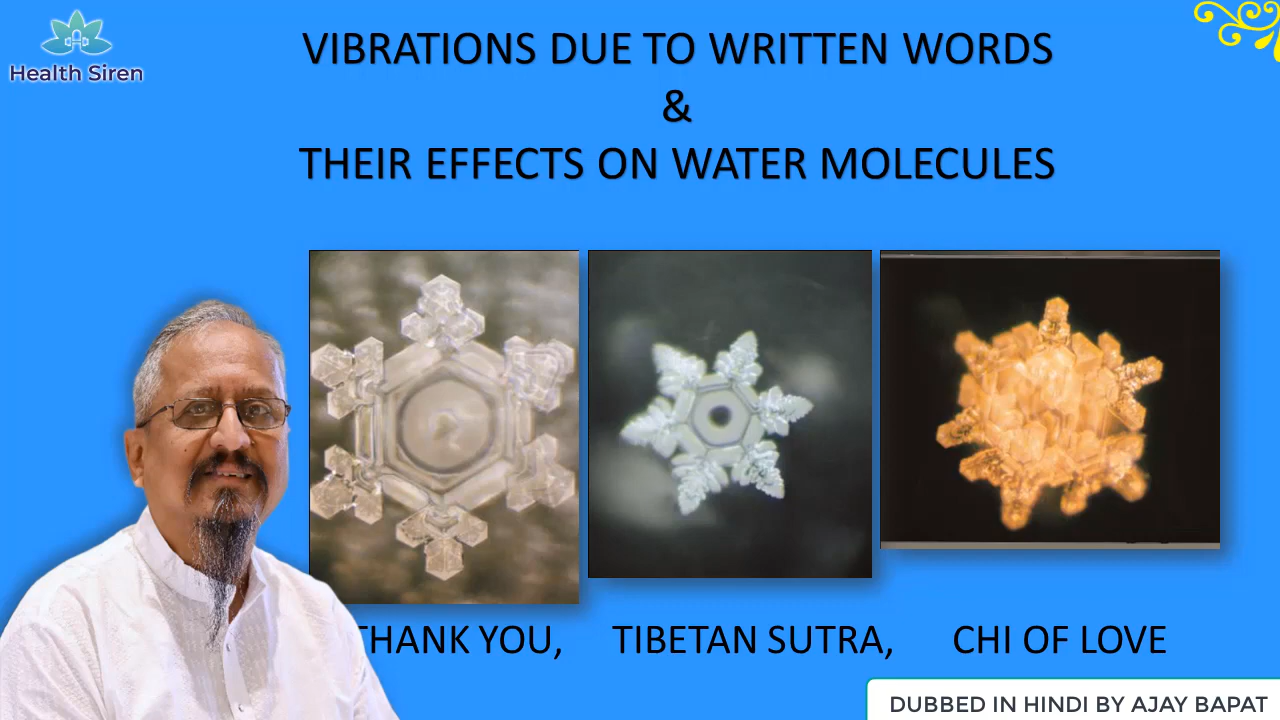 Health Siren
VIBRATIONS DUE TO WRITTEN WORDS
&
THEIR EFFECTS ON WATER MOLECULES
THANK YOU, TIBETAN SUTRA, CHI OF LOVE
DUBBED IN HINDI BY AJAY BAPAT